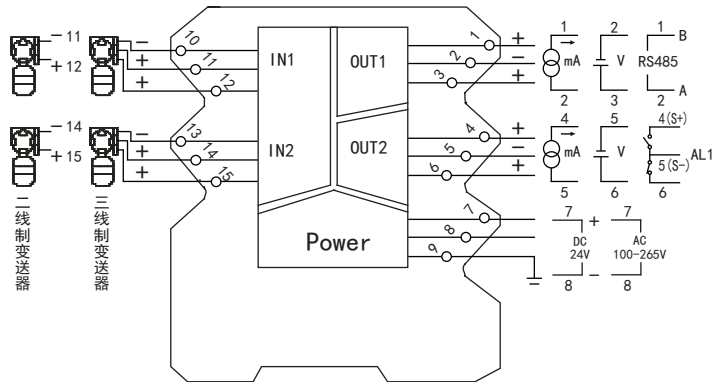 − 11
+ 12
− 14
+ 15
二线制变送器
三线制变送器
− 10
+ 11
+ 12
− 13
+ 14
+ 15
IN1
IN2
OUT1
OUT2
Power
1 +
2 −
3 +
4 +
5 −
6 +
7
8
9
1 mA 2
2 V 3
1 B
RS485
2 A
4 mA 5
5 V 6
4(S+)
5(S-) AL1
6
7 +
DC
24V
8 −
7
AC
100-265V
8